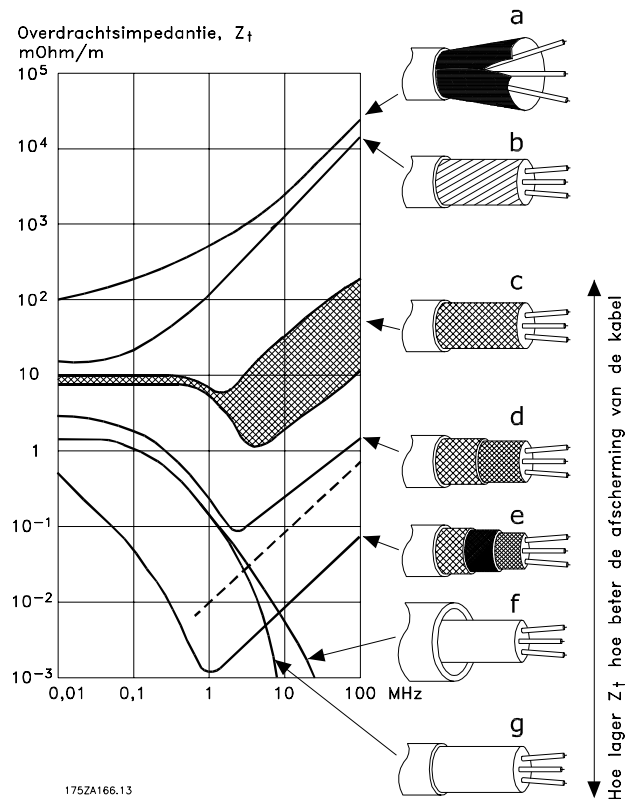 Overdrachtsimpedantie, Zt
mOhm/m
10⁵
10⁴
10³
10²
10
1
10⁻¹
10⁻²
10⁻³
0,01 0,1 1 10 100 MHz
a
b
c
d
e
f
g
Hoe lager Zt hoe beter de afscherming van de kabel
175ZA166.13